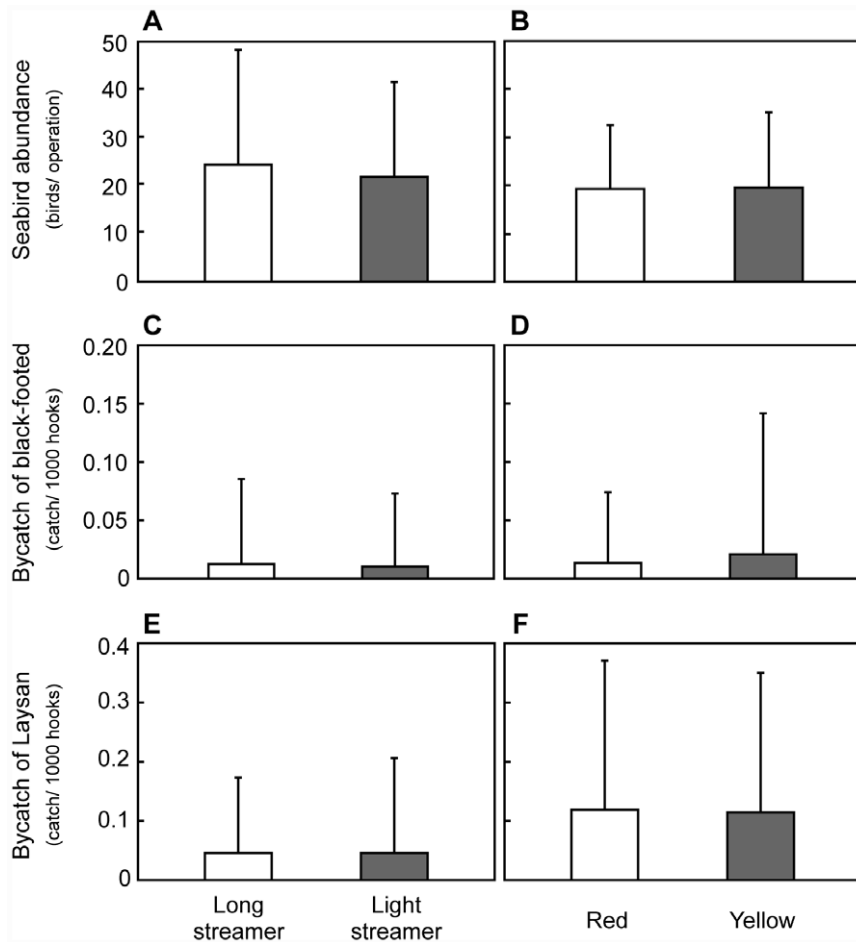 A
B
Seabird abundance
(birds/ operation)
50
40
30
20
10
0
C
D
Bycatch of black-footed
(catch/ 1000 hooks)
0.20
0.15
0.10
0.05
0
E
F
Bycatch of Laysan
(catch/ 1000 hooks)
0.4
0.3
0.2
0.1
0
Long
streamer
Light
streamer
Red
Yellow